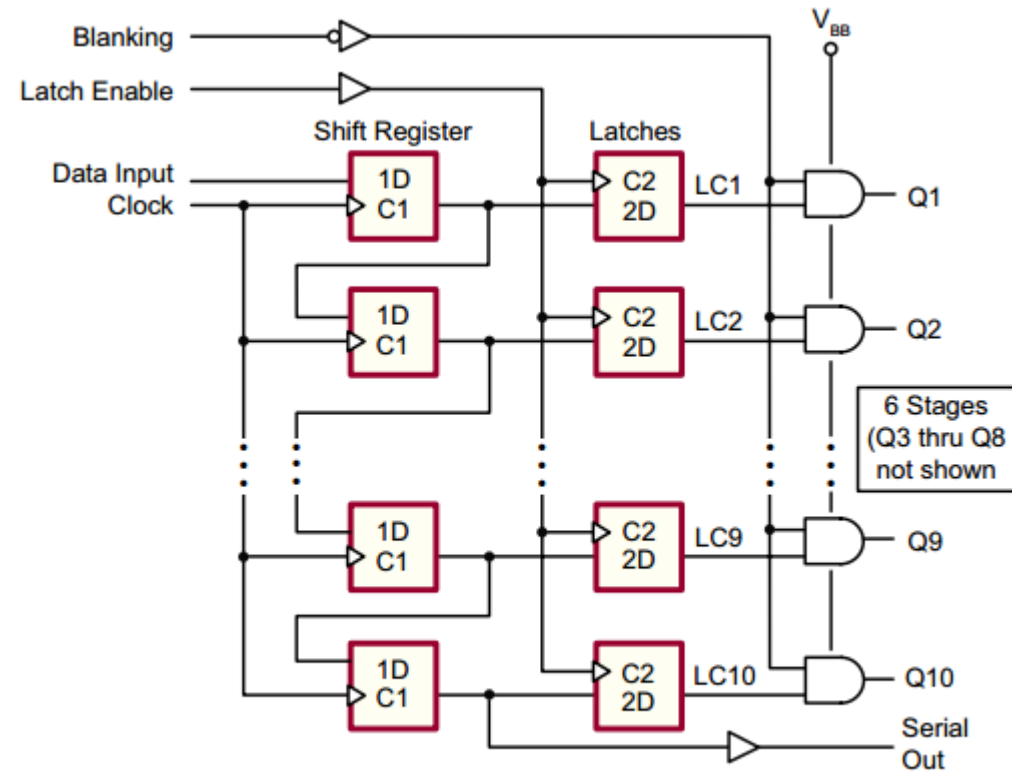 V_BB
Blanking
Latch Enable
Shift Register
Latches
Data Input
Clock
1D
C1
C2
2D
LC1
Q1
1D
C1
C2
2D
LC2
Q2
6 Stages
(Q3 thru Q8
not shown
1D
C1
C2
2D
LC9
Q9
1D
C1
C2
2D
LC10
Q10
Serial
Out